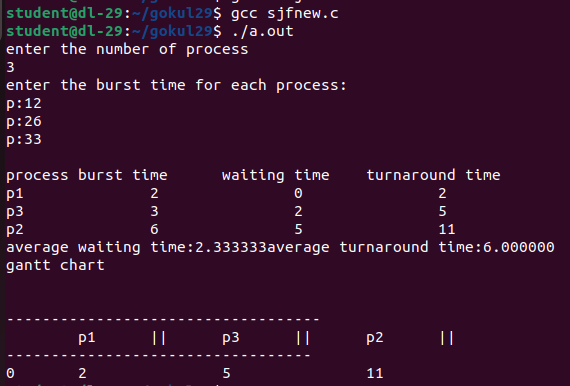 student@dl-29:~/gokul29$ gcc sjfnew.c
student@dl-29:~/gokul29$ ./a.out
enter the number of process
3
enter the burst time for each process:
p:12
p:26
p:33
process burst time waiting time turnaround time
p1 2 0 2
p3 3 2 5
p2 6 5 11
average waiting time:2.333333average turnaround time:6.000000
gantt chart
-----------------------------------
p1 || p3 || p2 ||
----------------------------------
0 2 5 11